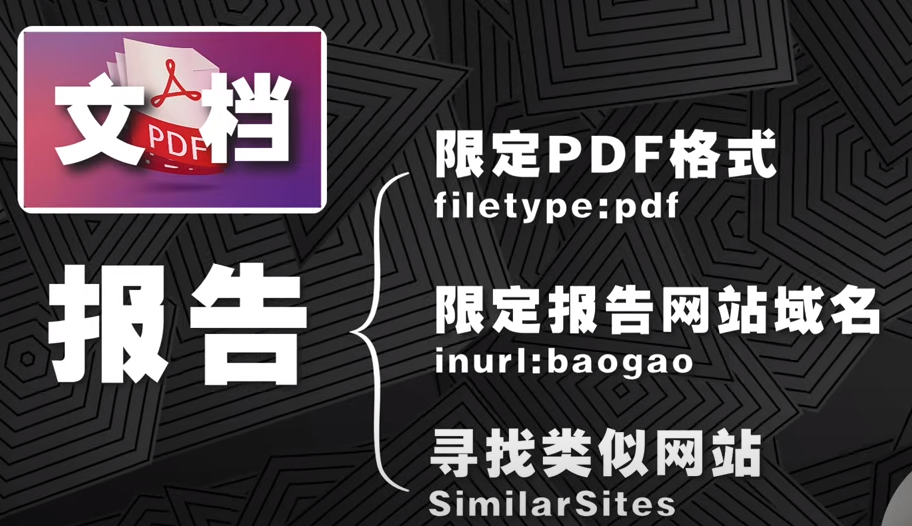 文档
PDF
报告
限定PDF格式
filetype:pdf
限定报告网站域名
inurl:baogao
寻找类似网站
SimilarSites